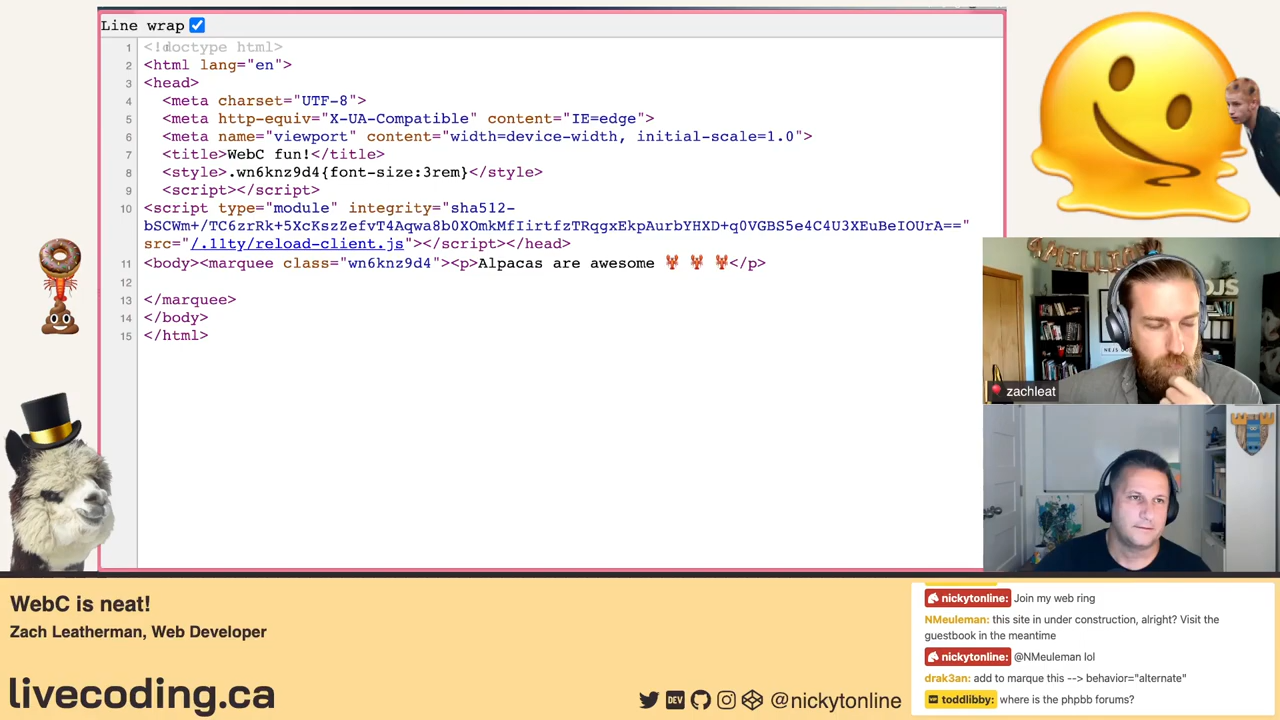 Line wrap
1 <!doctype html>
2 <html lang="en">
3 <head>
4 <meta charset="UTF-8">
5 <meta http-equiv="X-UA-Compatible" content="IE=edge">
6 <meta name="viewport" content="width=device-width, initial-scale=1.0">
7 <title>WebC fun!</title>
8 <style>.wn6knz9d4{font-size:3rem}</style>
9 <script></script>
10 <script type="module" integrity="sha512-
bSCWm+/TC6zrRk+5XcKszZefvT4Aqwa8b0XOmkMfIirtfzTRqgxEkpAurbYHXD+q0VGBS5e4C4U3XEuBeIOUrA=="
src="/.11ty/reload-client.js"></script></head>
11 <body><marquee class="wn6knz9d4"><p>Alpacas are awesome 🦞 🦞 🦞</p>
12
13 </marquee>
14 </body>
15 </html>
zachleat
WebC is neat!
Zach Leatherman, Web Developer
livecoding.ca
DEV
@nickytonline
nickytonline: Join my web ring
NMeuleman: this site in under construction, alright? Visit the
guestbook in the meantime
nickytonline: @NMeuleman lol
drak3an: add to marque this --> behavior="alternate"
toddlibby: where is the phpbb forums?